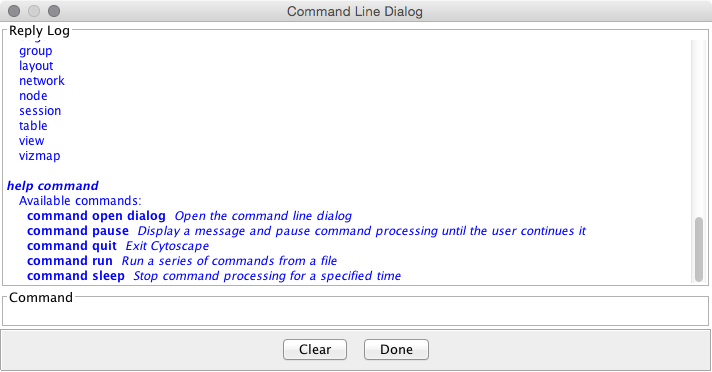 Command Line Dialog
Reply Log
group
layout
network
node
session
table
view
vizmap
help command
Available commands:
command open dialog Open the command line dialog
command pause Display a message and pause command processing until the user continues it
command quit Exit Cytoscape
command run Run a series of commands from a file
command sleep Stop command processing for a specified time
Command
Clear Done